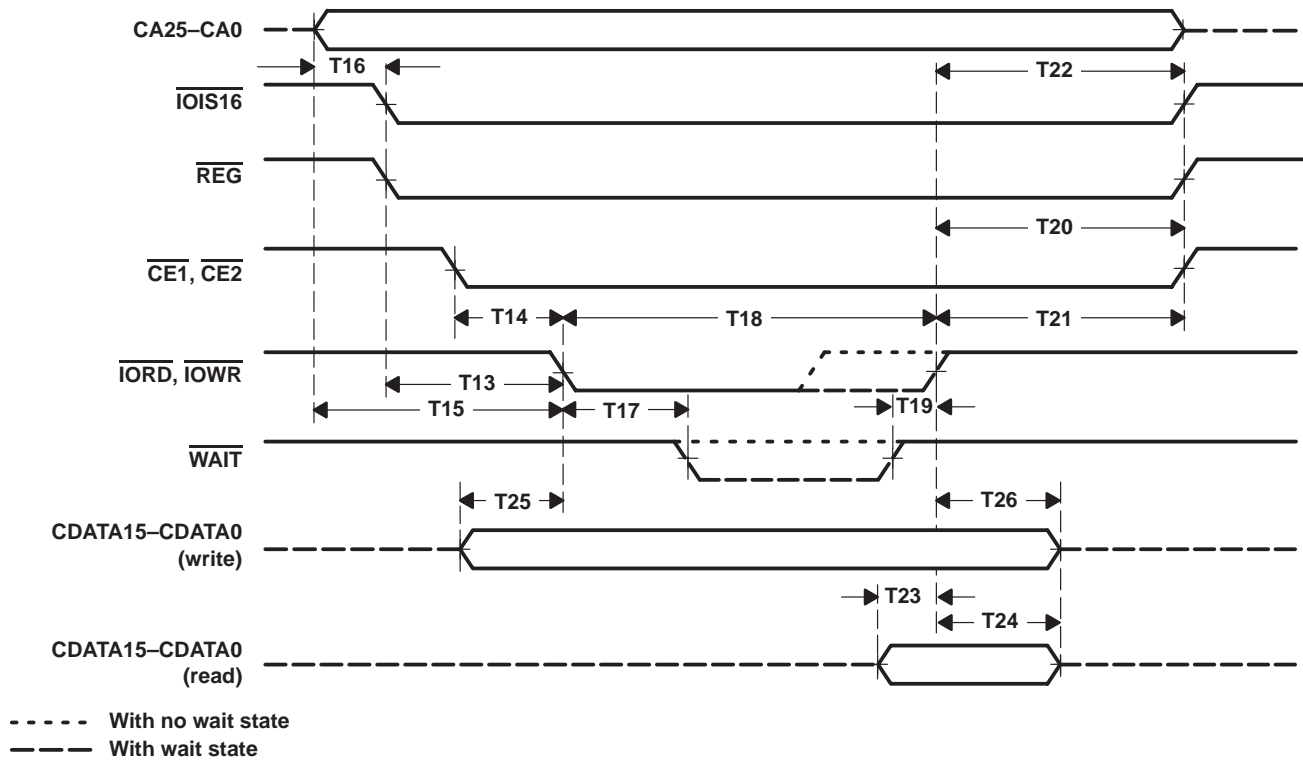 CA25–CA0
T16
T22
IOIS16
REG
T20
CE1, CE2
T14
T18
T21
IORD, IOWR
T13
T19
T15
T17
WAIT
T25
T26
CDATA15–CDATA0
(write)
T23
T24
CDATA15–CDATA0
(read)
With no wait state
With wait state